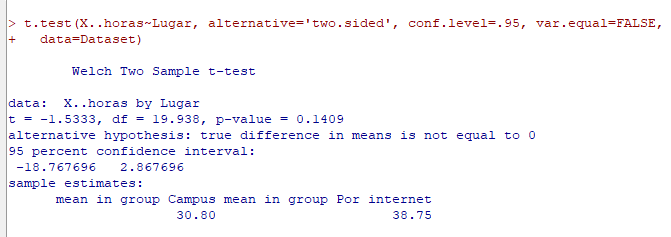 > t.test(X..horas~Lugar, alternative='two.sided', conf.level=.95, var.equal=FALSE,
+   data=Dataset)
Welch Two Sample t-test
data:  X..horas by Lugar
t = -1.5333, df = 19.938, p-value = 0.1409
alternative hypothesis: true difference in means is not equal to 0
95 percent confidence interval:
-18.767696   2.867696
sample estimates:
mean in group Campus mean in group Por internet
30.80                       38.75